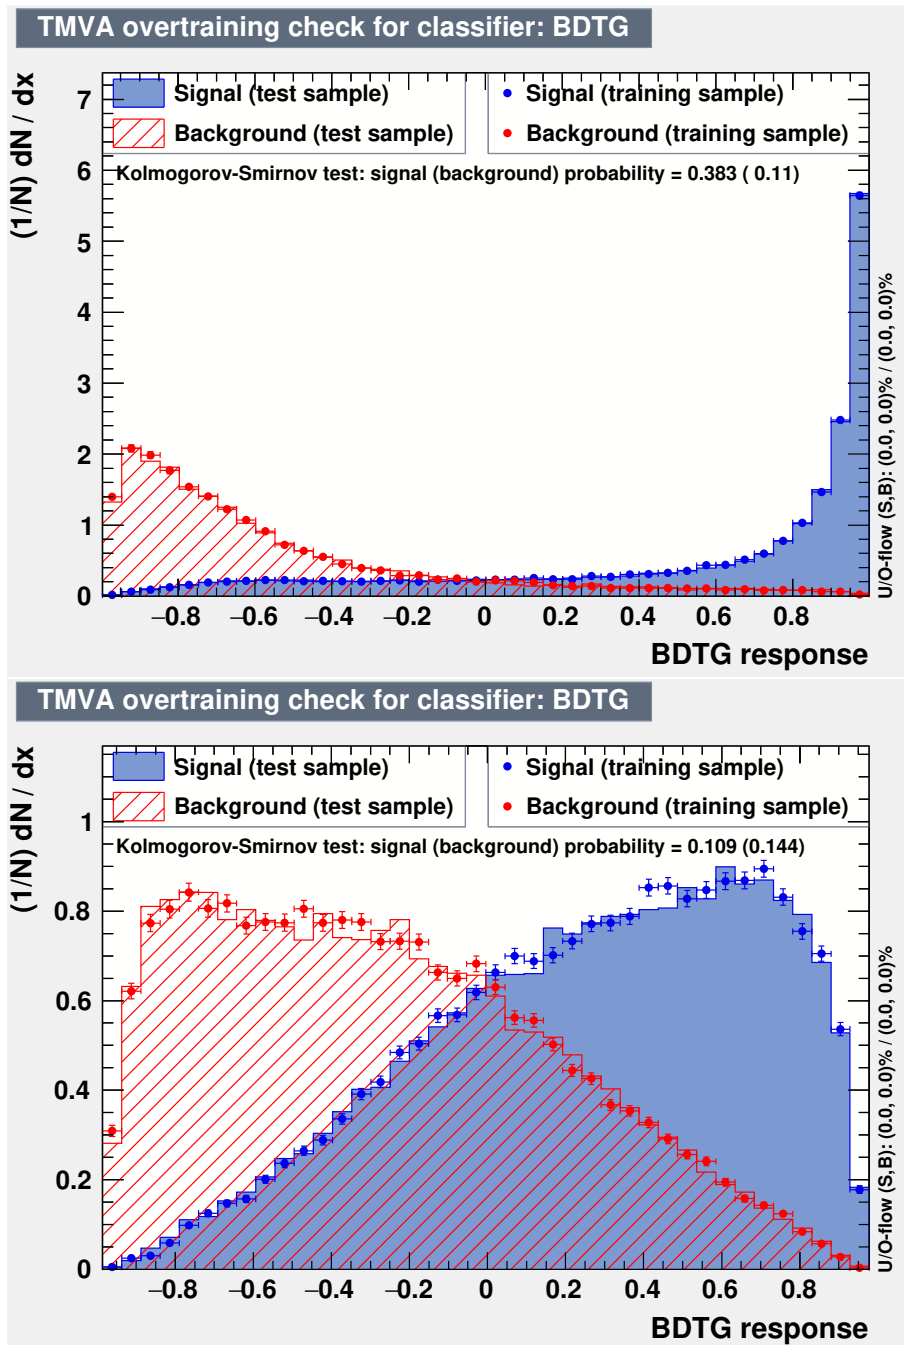 TMVA overtraining check for classifier: BDTG
Signal (test sample)
Background (test sample)
Signal (training sample)
Background (training sample)
Kolmogorov-Smirnov test: signal (background) probability = 0.383 ( 0.11)
(1/N) dN / dx
7
6
5
4
3
2
1
0
−0.8 −0.6 −0.4 −0.2 0 0.2 0.4 0.6 0.8
BDTG response
U/O-flow (S,B): (0.0, 0.0)% / (0.0, 0.0)%
TMVA overtraining check for classifier: BDTG
Signal (test sample)
Background (test sample)
Signal (training sample)
Background (training sample)
Kolmogorov-Smirnov test: signal (background) probability = 0.109 (0.144)
(1/N) dN / dx
1
0.8
0.6
0.4
0.2
0
−0.8 −0.6 −0.4 −0.2 0 0.2 0.4 0.6 0.8
BDTG response
U/O-flow (S,B): (0.0, 0.0)% / (0.0, 0.0)%